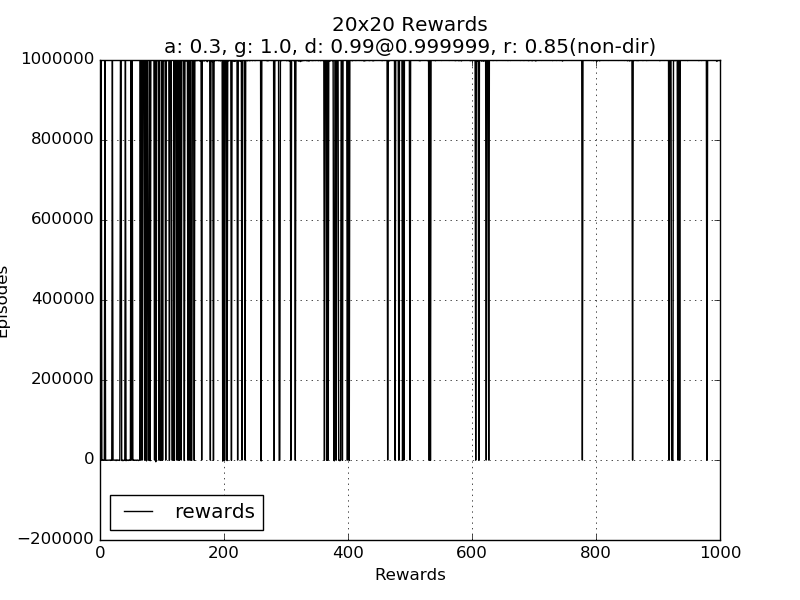 20x20 Rewards
a: 0.3, g: 1.0, d: 0.99@0.999999, r: 0.85(non-dir)
1000000
800000
600000
400000
200000
0
−200000
Episodes
rewards
0 200 400 600 800 1000
Rewards